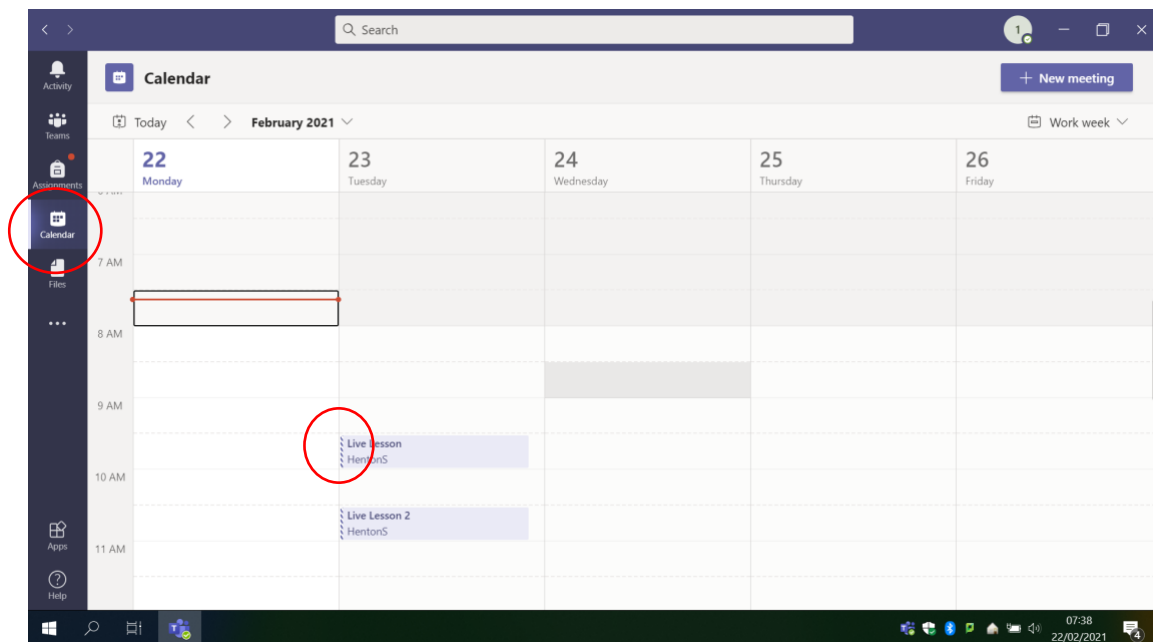 Search
1
Activity
Calendar
New meeting
Teams
Today
February 2021
Work week
Assignments
22
Monday
23
Tuesday
24
Wednesday
25
Thursday
26
Friday
Calendar
7 AM
Files
8 AM
9 AM
Live Lesson
HentonS
10 AM
Live Lesson 2
HentonS
Apps
11 AM
Help
07:38
22/02/2021
4